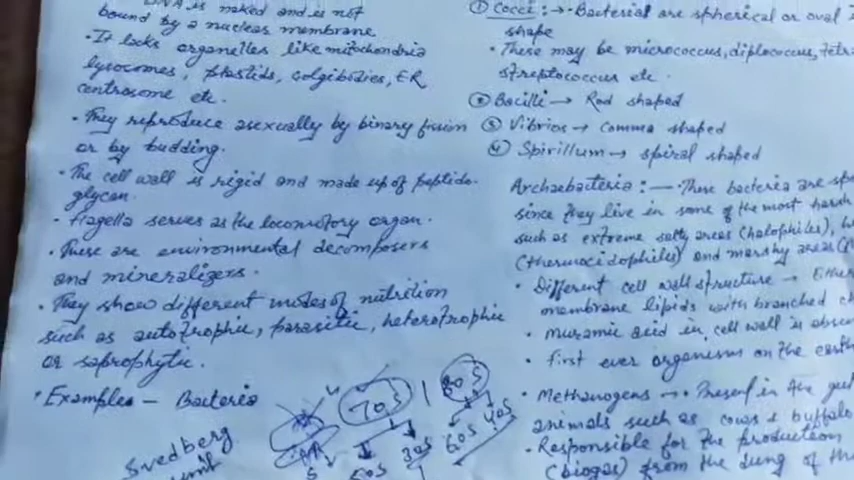 DNA is naked and is not
bound by a nuclear membrane
• It lacks organelles like mitochondria
lysocomes, plastids, golgibodies, ER
centrosome etc.
• They reproduce asexually by binary fission
or by budding.
• The cell wall is rigid and made up of peptido-
glycan.
• flagella serves as the locomotory organ.
• These are environmental decomposers
and mineralizers.
• They show different modes of nutrition
such as autotrophic, parasitic, heterotrophic
or saprophytic.
• Examples — Bacteria
Svedberg
unit
70S | 80S
50S 30S 60S 40S
① Cocci :→ • Bacterial are spherical or oval
shape
• These may be micrococcus, diplococcus,
streptococcus etc.
② Bacilli → Rod shaped
③ Vibrios → Comma shaped
④ Spirillum → spiral shaped
Archaebacteria :— • These bacteria are
since they live in some of the most
such as extreme salty areas (halophiles),
(thermoacidophiles) and marshy areas
• Different cell wall structure →
membrane lipids with branched
• muramic acid in cell wall is
• first ever organisms on the
• Methanogens → • Present in the
animals such as cows &
• Responsible for the production
(biogas) from the dung of